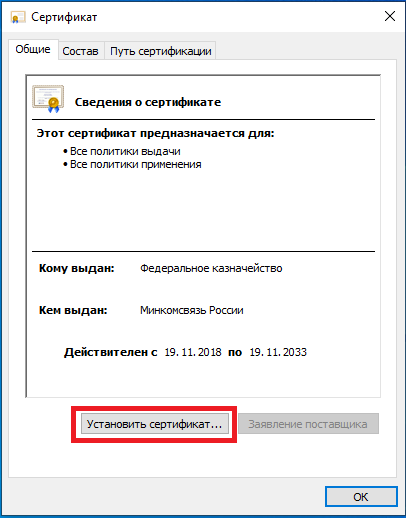 Сертификат
Общие Состав Путь сертификации
Сведения о сертификате
Этот сертификат предназначается для:
• Все политики выдачи
• Все политики применения
Кому выдан: Федеральное казначейство
Кем выдан: Минкомсвязь России
Действителен с 19.11.2018 по 19.11.2033
Установить сертификат... Заявление поставщика
ОК